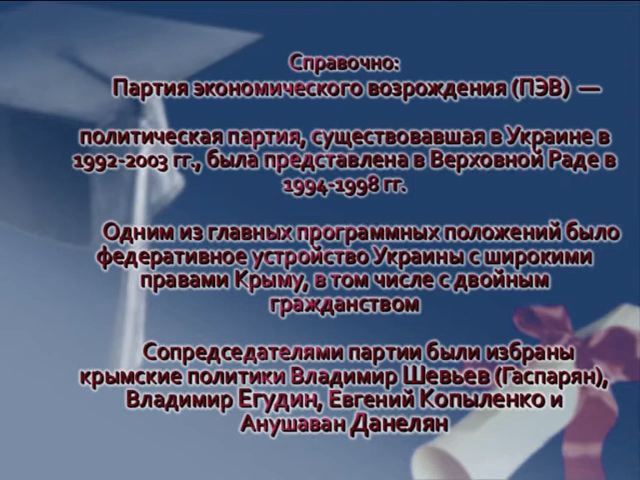 Справочно:
Партия экономического возрождения (ПЭВ) —
политическая партия, существовавшая в Украине в
1992-2003 гг., была представлена в Верховной Раде в
1994-1998 гг.
Одним из главных программных положений было
федеративное устройство Украины с широкими
правами Крыму, в том числе с двойным
гражданством
Сопредседателями партии были избраны
крымские политики Владимир Шевьев (Гаспарян),
Владимир Егудин, Евгений Копыленко и
Анушаван Данелян